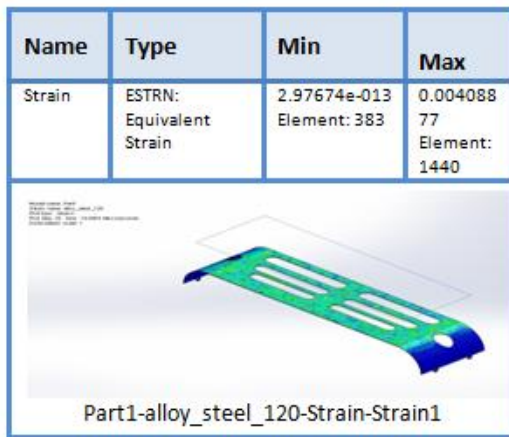 Name Type Min Max
Strain ESTRN: 2.97674e-013 0.004088
Equivalent Element: 383 77
Strain Element:
1440
Part1-alloy_steel_120-Strain-Strain1